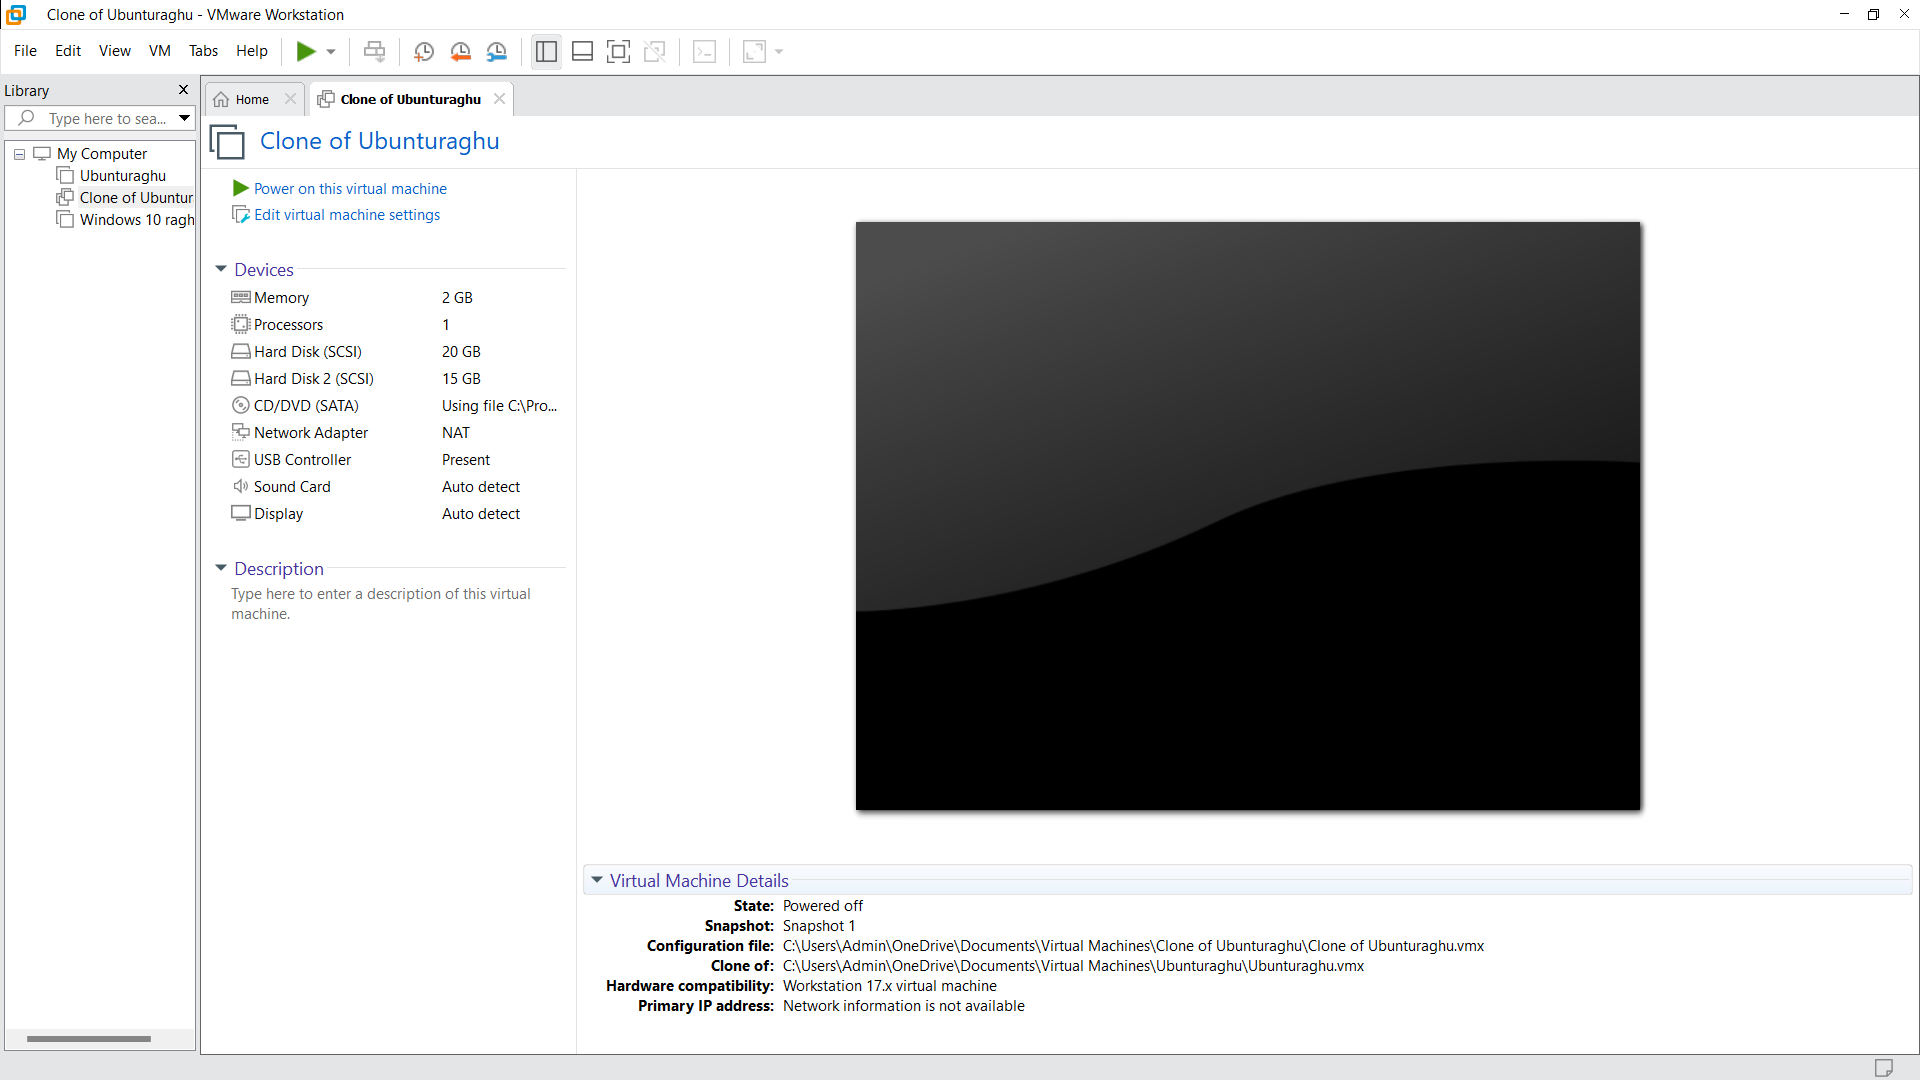 Clone of Ubunturaghu - VMware Workstation
File Edit View VM Tabs Help
Library
Type here to sea...
My Computer
Ubunturaghu
Clone of Ubuntur
Windows 10 ragh
Home
Clone of Ubunturaghu
Clone of Ubunturaghu
Power on this virtual machine
Edit virtual machine settings
Devices
Memory 2 GB
Processors 1
Hard Disk (SCSI) 20 GB
Hard Disk 2 (SCSI) 15 GB
CD/DVD (SATA) Using file C:\Pro...
Network Adapter NAT
USB Controller Present
Sound Card Auto detect
Display Auto detect
Description
Type here to enter a description of this virtual
machine.
Virtual Machine Details
State: Powered off
Snapshot: Snapshot 1
Configuration file: C:\Users\Admin\OneDrive\Documents\Virtual Machines\Clone of Ubunturaghu\Clone of Ubunturaghu.vmx
Clone of: C:\Users\Admin\OneDrive\Documents\Virtual Machines\Ubunturaghu\Ubunturaghu.vmx
Hardware compatibility: Workstation 17.x virtual machine
Primary IP address: Network information is not available